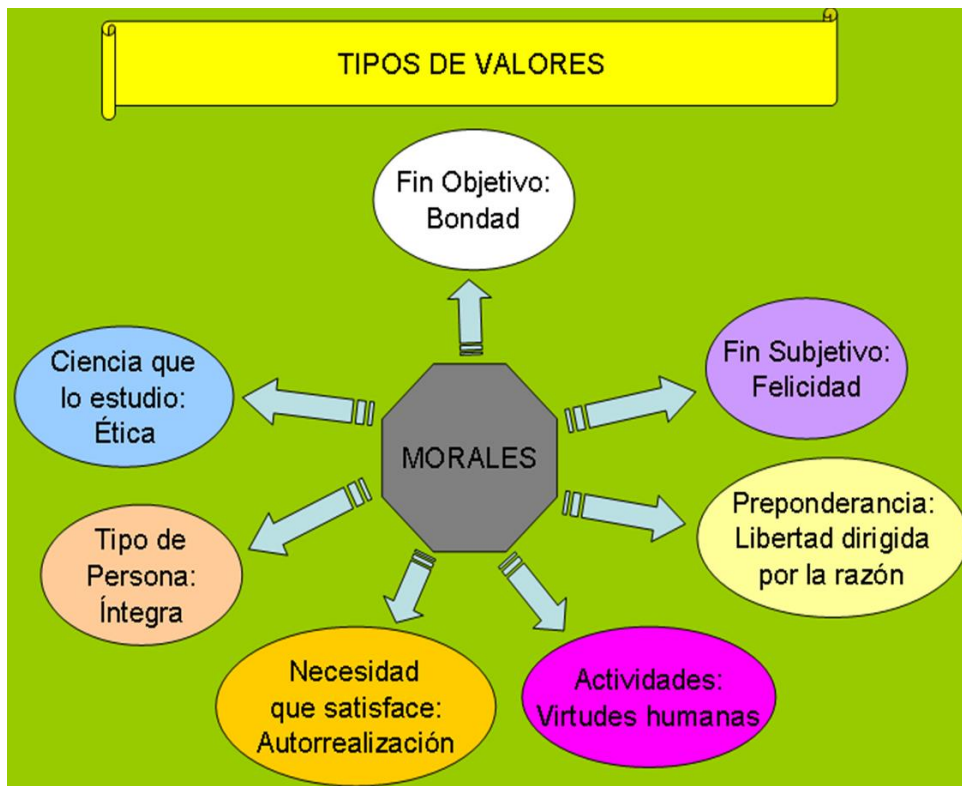 TIPOS DE VALORES
Fin Objetivo:
Bondad
Fin Subjetivo:
Felicidad
Ciencia que
lo estudio:
Ética
MORALES
Preponderancia:
Libertad dirigida
por la razón
Tipo de
Persona:
Íntegra
Necesidad
que satisface:
Autorrealización
Actividades:
Virtudes humanas